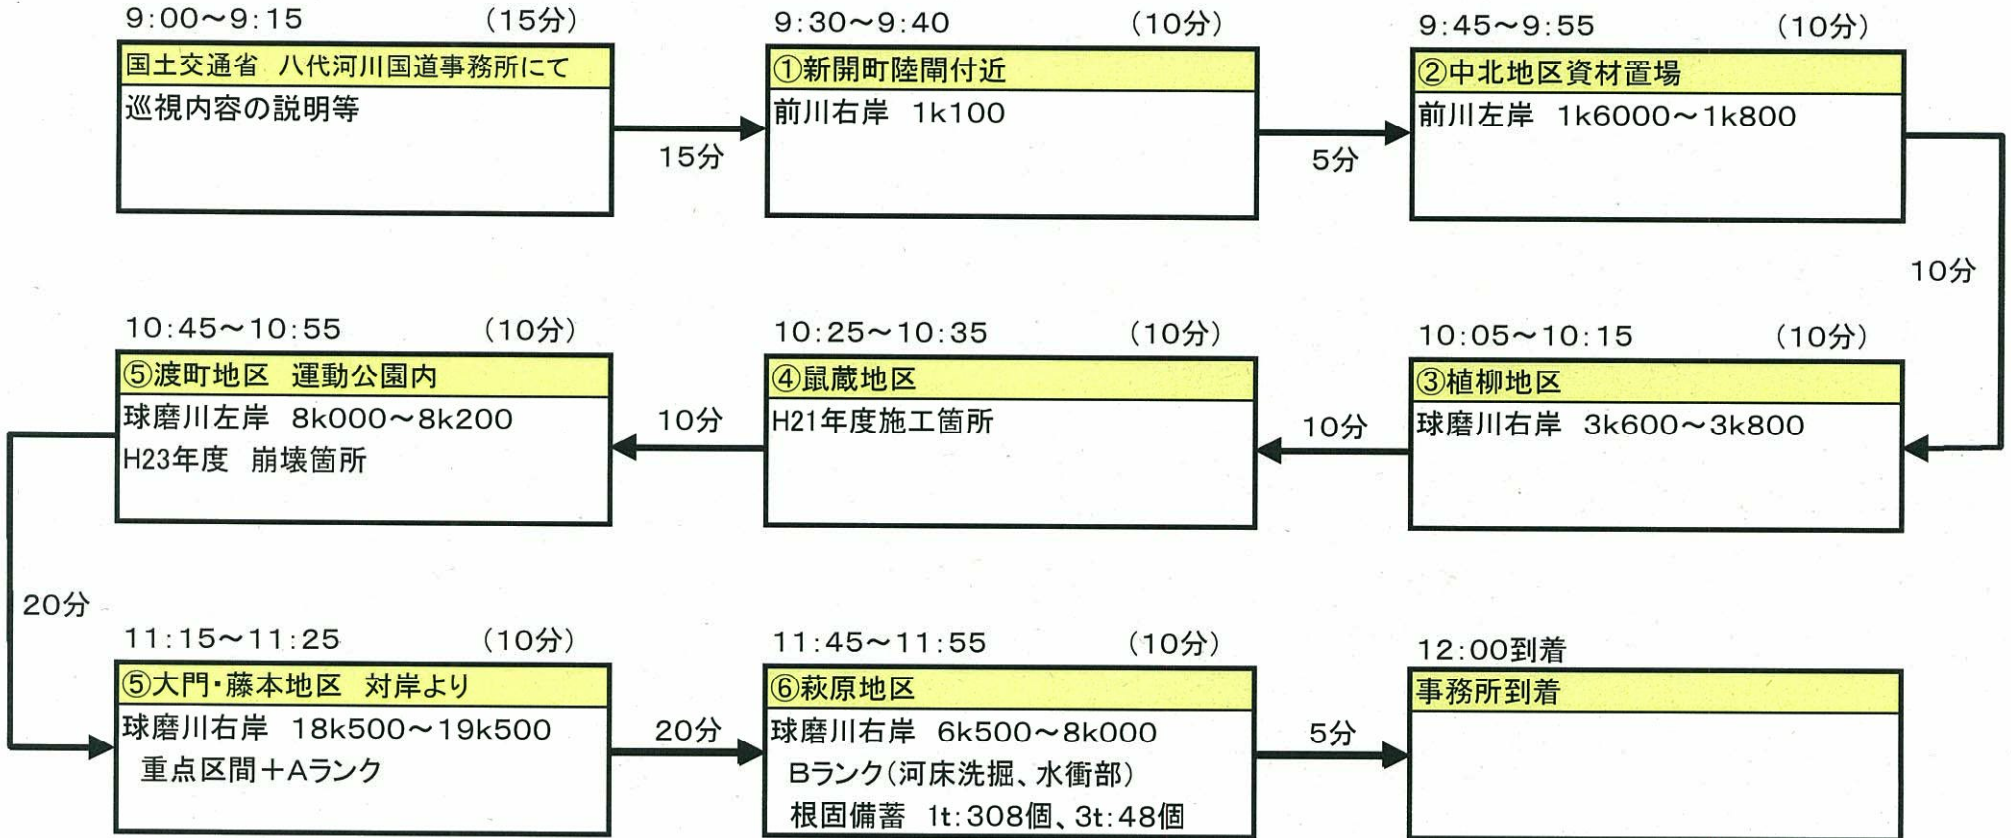 9:00～9:15 (15分)
国土交通省 八代河川国道事務所にて
巡視内容の説明等
15分
9:30～9:40 (10分)
①新開町陸閘付近
前川右岸 1k100
5分
9:45～9:55 (10分)
②中北地区資材置場
前川左岸 1k6000～1k800
10分
10:05～10:15 (10分)
③植柳地区
球磨川右岸 3k600～3k800
10分
10:25～10:35 (10分)
④鼠蔵地区
H21年度施工箇所
10分
10:45～10:55 (10分)
⑤渡町地区 運動公園内
球磨川左岸 8k000～8k200
H23年度 崩壊箇所
20分
11:15～11:25 (10分)
⑤大門・藤本地区 対岸より
球磨川右岸 18k500～19k500
重点区間＋Aランク
20分
11:45～11:55 (10分)
⑥萩原地区
球磨川右岸 6k500～8k000
Bランク(河床洗掘、水衝部)
根固備蓄 1t:308個、3t:48個
5分
12:00到着
事務所到着